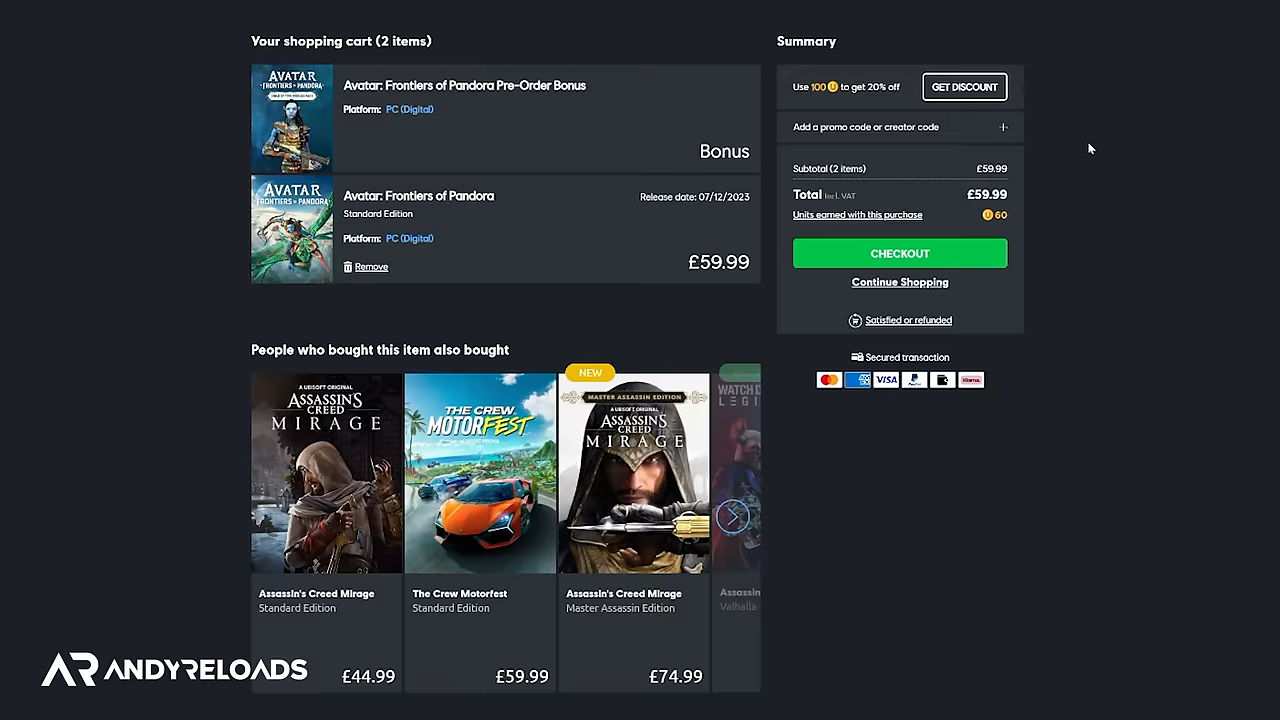 Your shopping cart (2 items)
AVATAR
FRONTIERS OF PANDORA
Avatar: Frontiers of Pandora Pre-Order Bonus
Platform: PC (Digital)
Bonus
AVATAR
FRONTIERS OF PANDORA
Avatar: Frontiers of Pandora
Release date: 07/12/2023
Standard Edition
Platform: PC (Digital)
Remove
£59.99
Summary
Use 100 to get 20% off
GET DISCOUNT
Add a promo code or creator code
+
Subtotal (2 items)
£59.99
Total Incl. VAT
£59.99
Units earned with this purchase
60
CHECKOUT
Continue Shopping
Satisfied or refunded
Secured transaction
VISA
Klarna.
People who bought this item also bought
A UBISOFT ORIGINAL
ASSASSIN'S
CREED
MIRAGE
Assassin's Creed Mirage
Standard Edition
£44.99
THE CREW
MOTORFEST
The Crew Motorfest
Standard Edition
£59.99
NEW
MASTER ASSASSIN EDITION
A UBISOFT ORIGINAL
ASSASSIN'S
CREED
MIRAGE
Assassin's Creed Mirage
Master Assassin Edition
£74.99
WATCH D
LEGI
Assassin
Valhalla
AR ANDYRELOADS